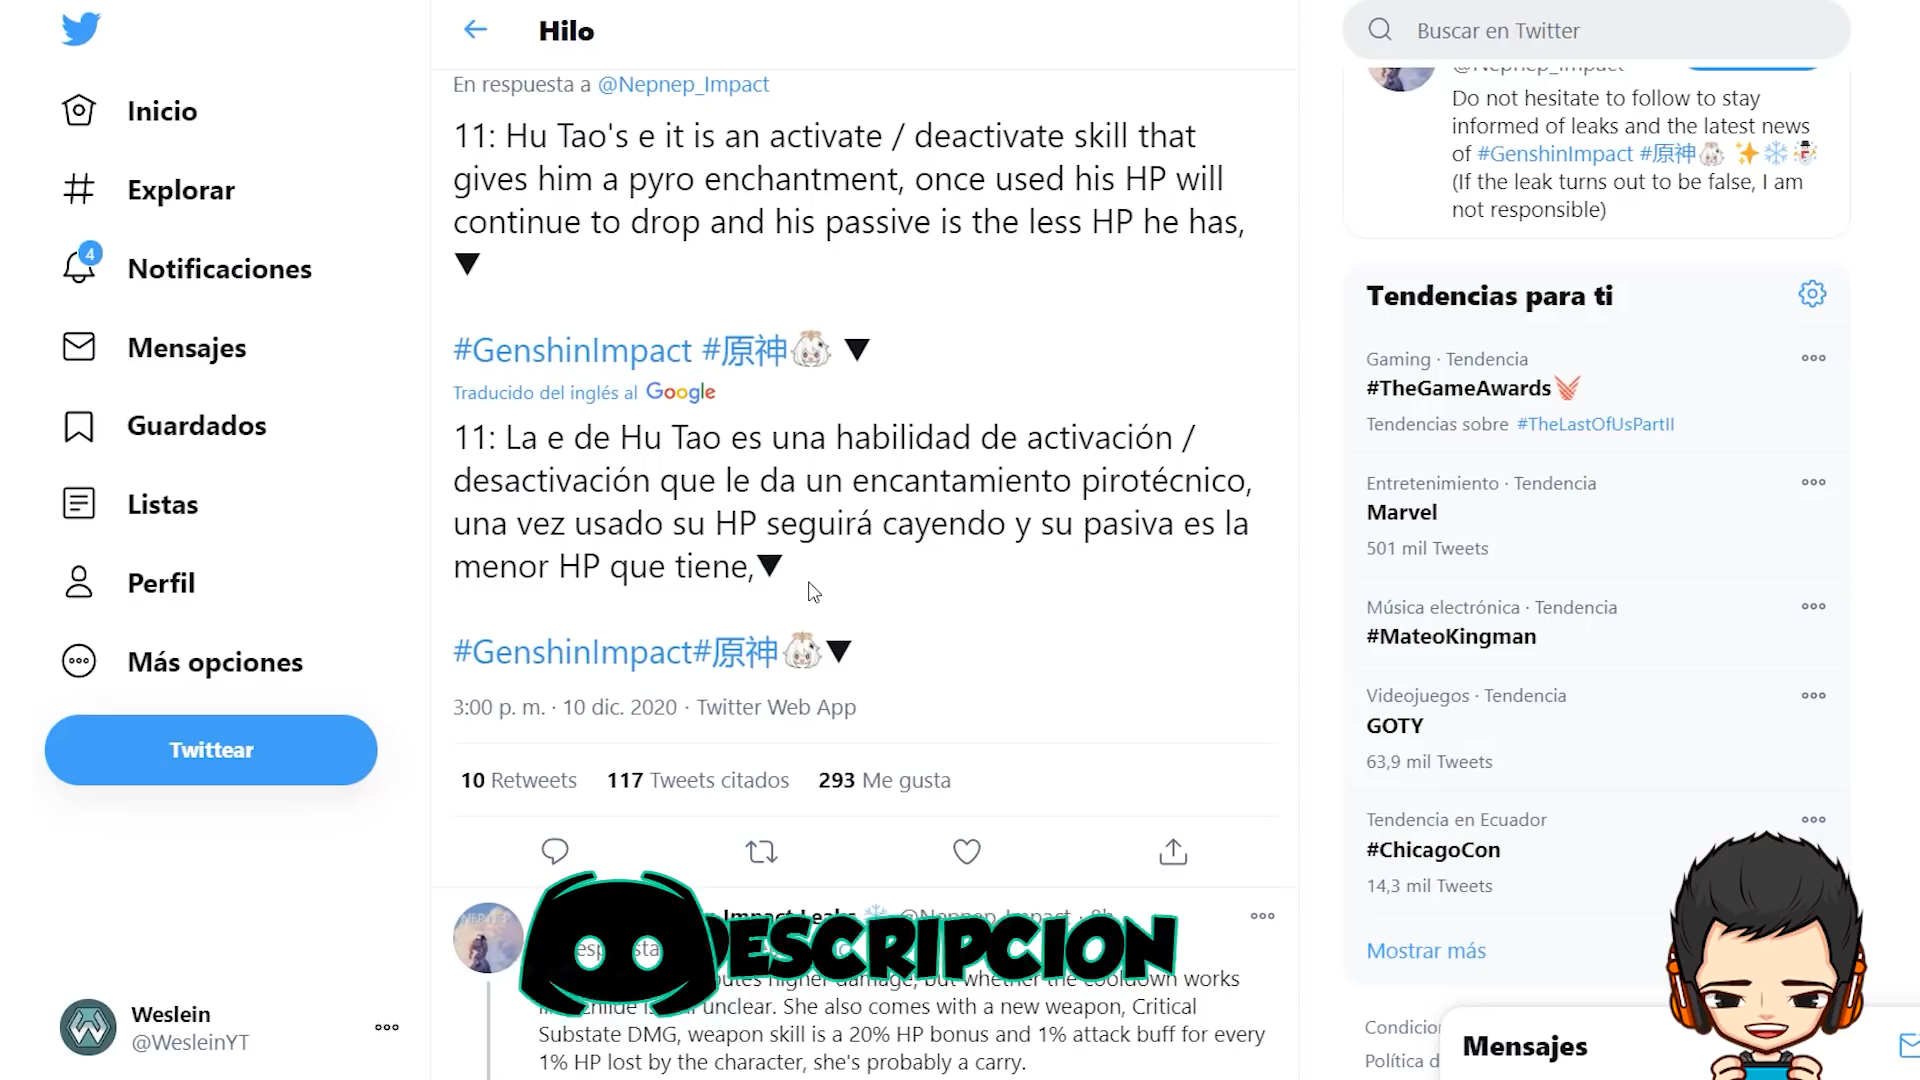 Hilo
Buscar en Twitter
Inicio
Explorar
4
Notificaciones
Mensajes
Guardados
Listas
Perfil
Más opciones
Twittear
Weslein
@WesleinYT
En respuesta a @Nepnep_Impact
11: Hu Tao's e it is an activate / deactivate skill that
gives him a pyro enchantment, once used his HP will
continue to drop and his passive is the less HP he has,
▼
#GenshinImpact #原神 ▼
Traducido del inglés al Google
11: La e de Hu Tao es una habilidad de activación /
desactivación que le da un encantamiento pirotécnico,
una vez usado su HP seguirá cayendo y su pasiva es la
menor HP que tiene,▼
#GenshinImpact#原神▼
3:00 p. m. · 10 dic. 2020 · Twitter Web App
10 Retweets 117 Tweets citados 293 Me gusta
Impact Leaks @Nepnep_Impact · 8h
DESCRIPCION
higher damage, but whether the cooldown works
unclear. She also comes with a new weapon, Critical
Substate DMG, weapon skill is a 20% HP bonus and 1% attack buff for every
1% HP lost by the character, she's probably a carry.
@Nepnep_Impact
Do not hesitate to follow to stay
informed of leaks and the latest news
of #GenshinImpact #原神
(If the leak turns out to be false, I am
not responsible)
Tendencias para ti
Gaming · Tendencia
#TheGameAwards
Tendencias sobre #TheLastOfUsPartII
Entretenimiento · Tendencia
Marvel
501 mil Tweets
Música electrónica · Tendencia
#MateoKingman
Videojuegos · Tendencia
GOTY
63,9 mil Tweets
Tendencia en Ecuador
#ChicagoCon
14,3 mil Tweets
Mostrar más
Mensajes